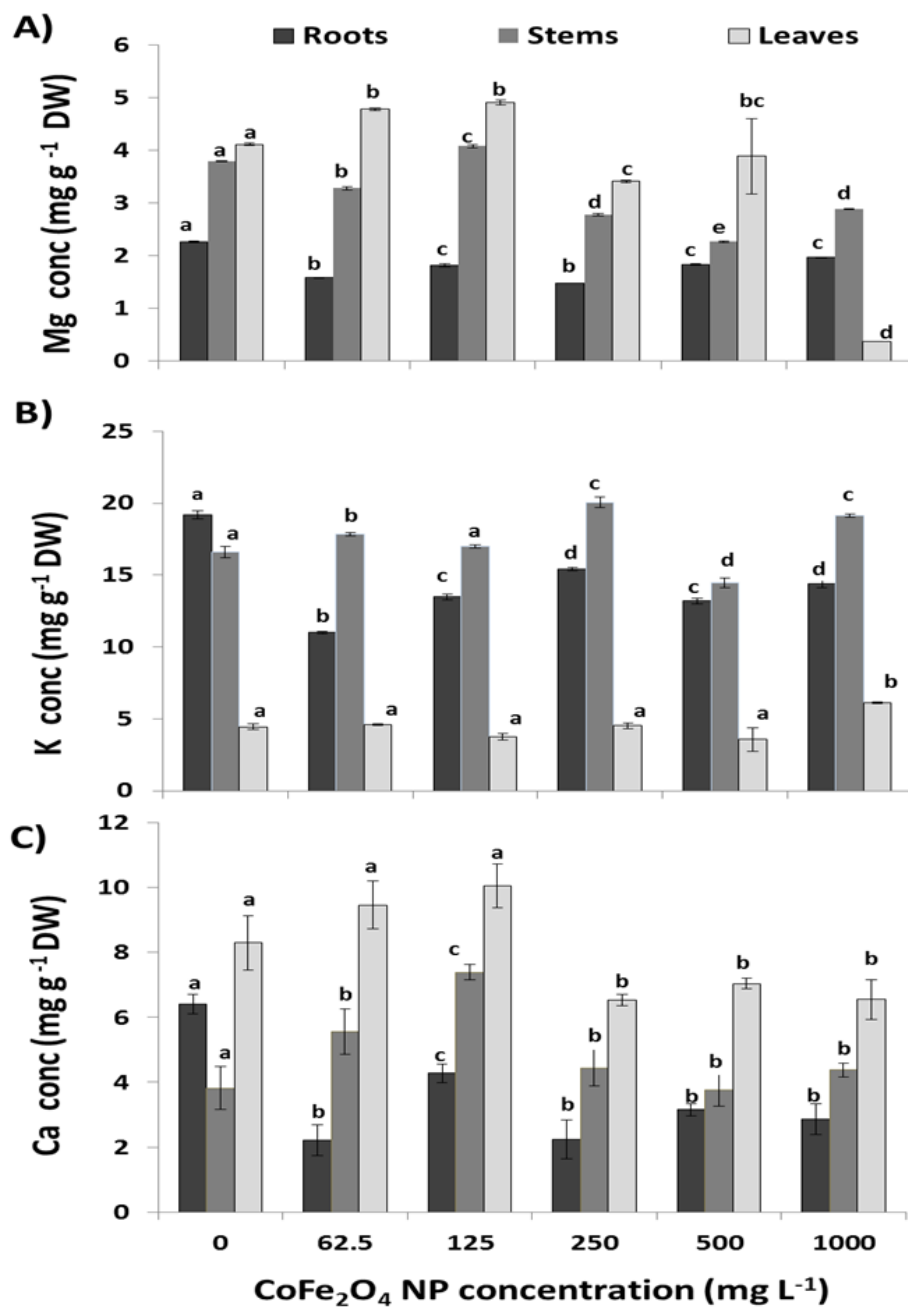 A)
Roots Stems Leaves
Mg conc (mg g⁻¹ DW)
6
5
4
3
2
1
0
a a a
b b b
c c b
b d c
c e bc
c d d
B)
K conc (mg g⁻¹ DW)
25
20
15
10
5
0
a a a
b b a
c a a
d c a
c d a
d c b
C)
Ca conc (mg g⁻¹ DW)
12
10
8
6
4
2
0
a a a
b b a
c c a
b b b
b b b
b b b
0 62.5 125 250 500 1000
CoFe₂O₄ NP concentration (mg L⁻¹)